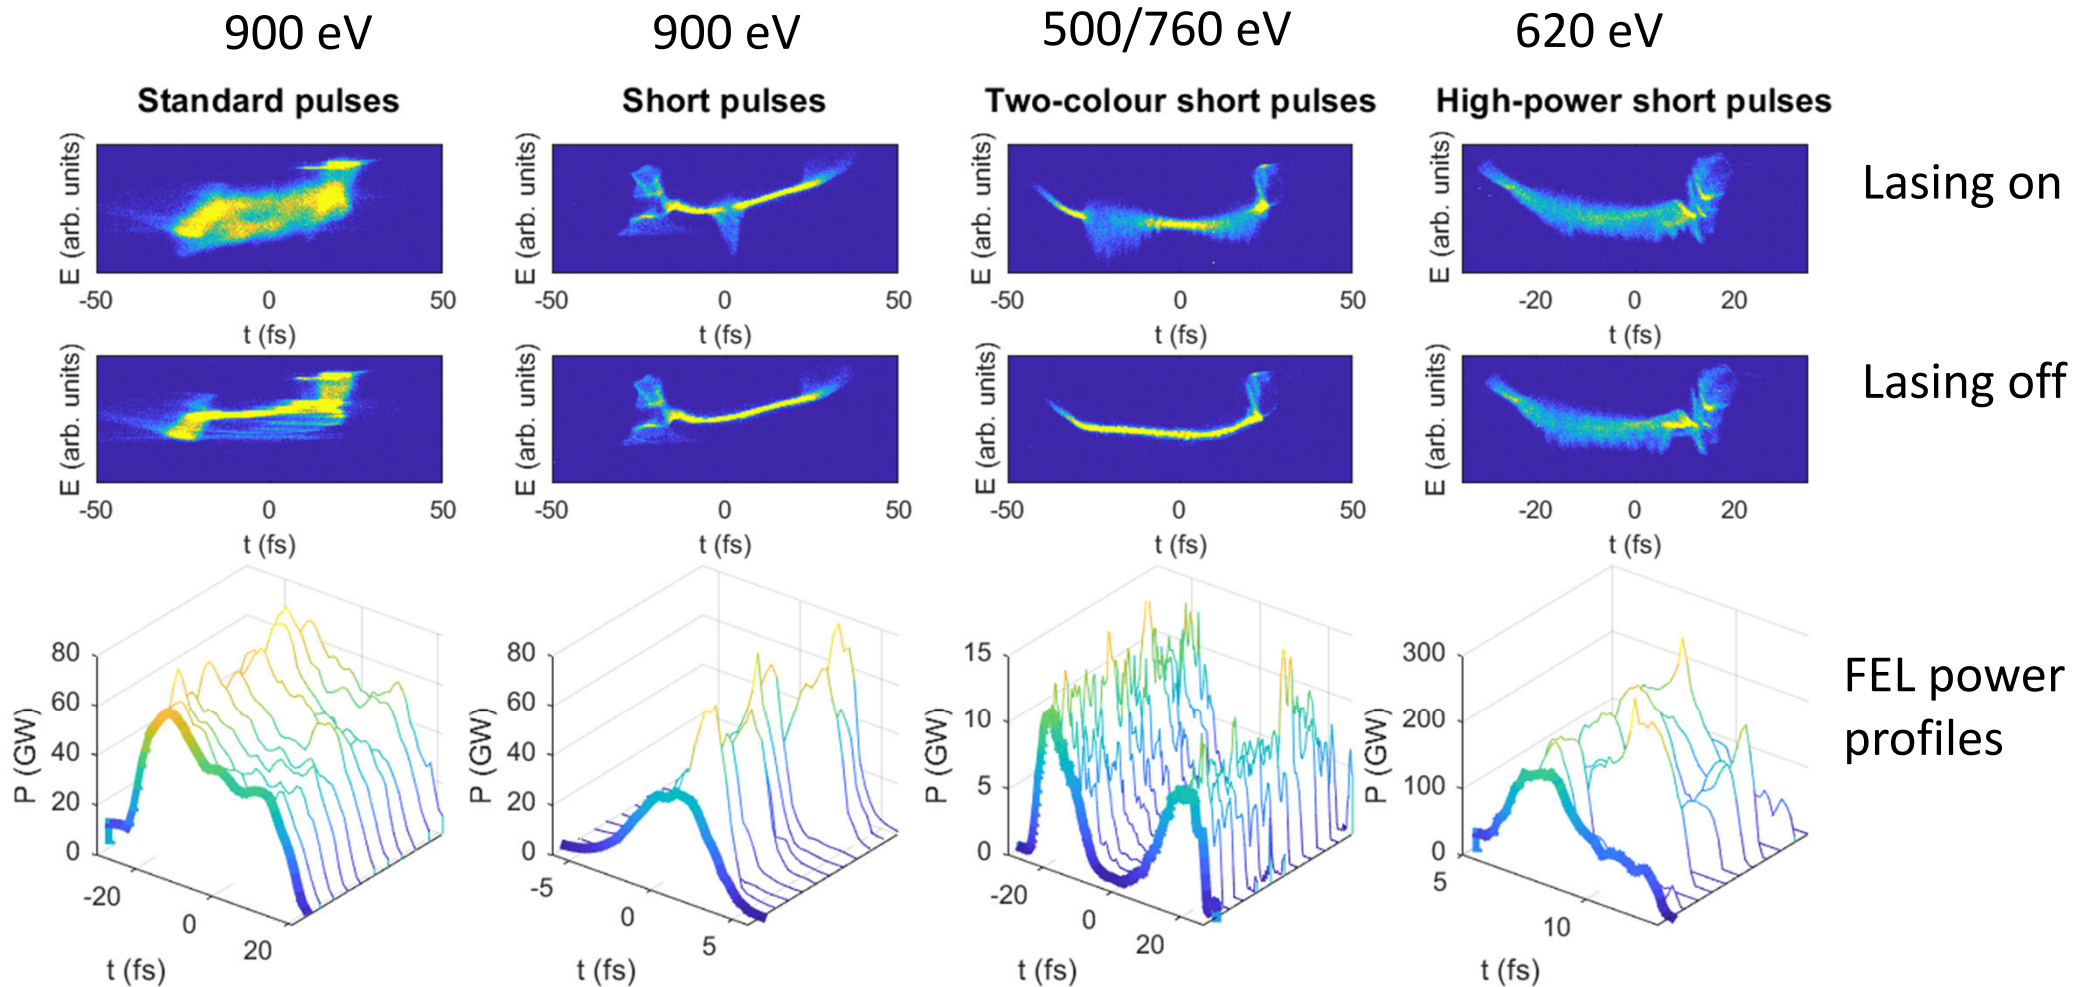 900 eV
900 eV
500/760 eV
620 eV
Standard pulses
Short pulses
Two-colour short pulses
High-power short pulses
E (arb. units)
E (arb. units)
E (arb. units)
E (arb. units)
Lasing on
-50 0 50
-50 0 50
-50 0 50
-20 0 20
t (fs)
t (fs)
t (fs)
t (fs)
E (arb. units)
E (arb. units)
E (arb. units)
E (arb. units)
Lasing off
-50 0 50
-50 0 50
-50 0 50
-20 0 20
t (fs)
t (fs)
t (fs)
t (fs)
P (GW)
80
60
40
20
0
-20
0
20
t (fs)
P (GW)
80
60
40
20
0
-5
0
5
t (fs)
P (GW)
15
10
5
0
-20
0
20
t (fs)
P (GW)
300
200
100
0
5
10
t (fs)
FEL power
profiles